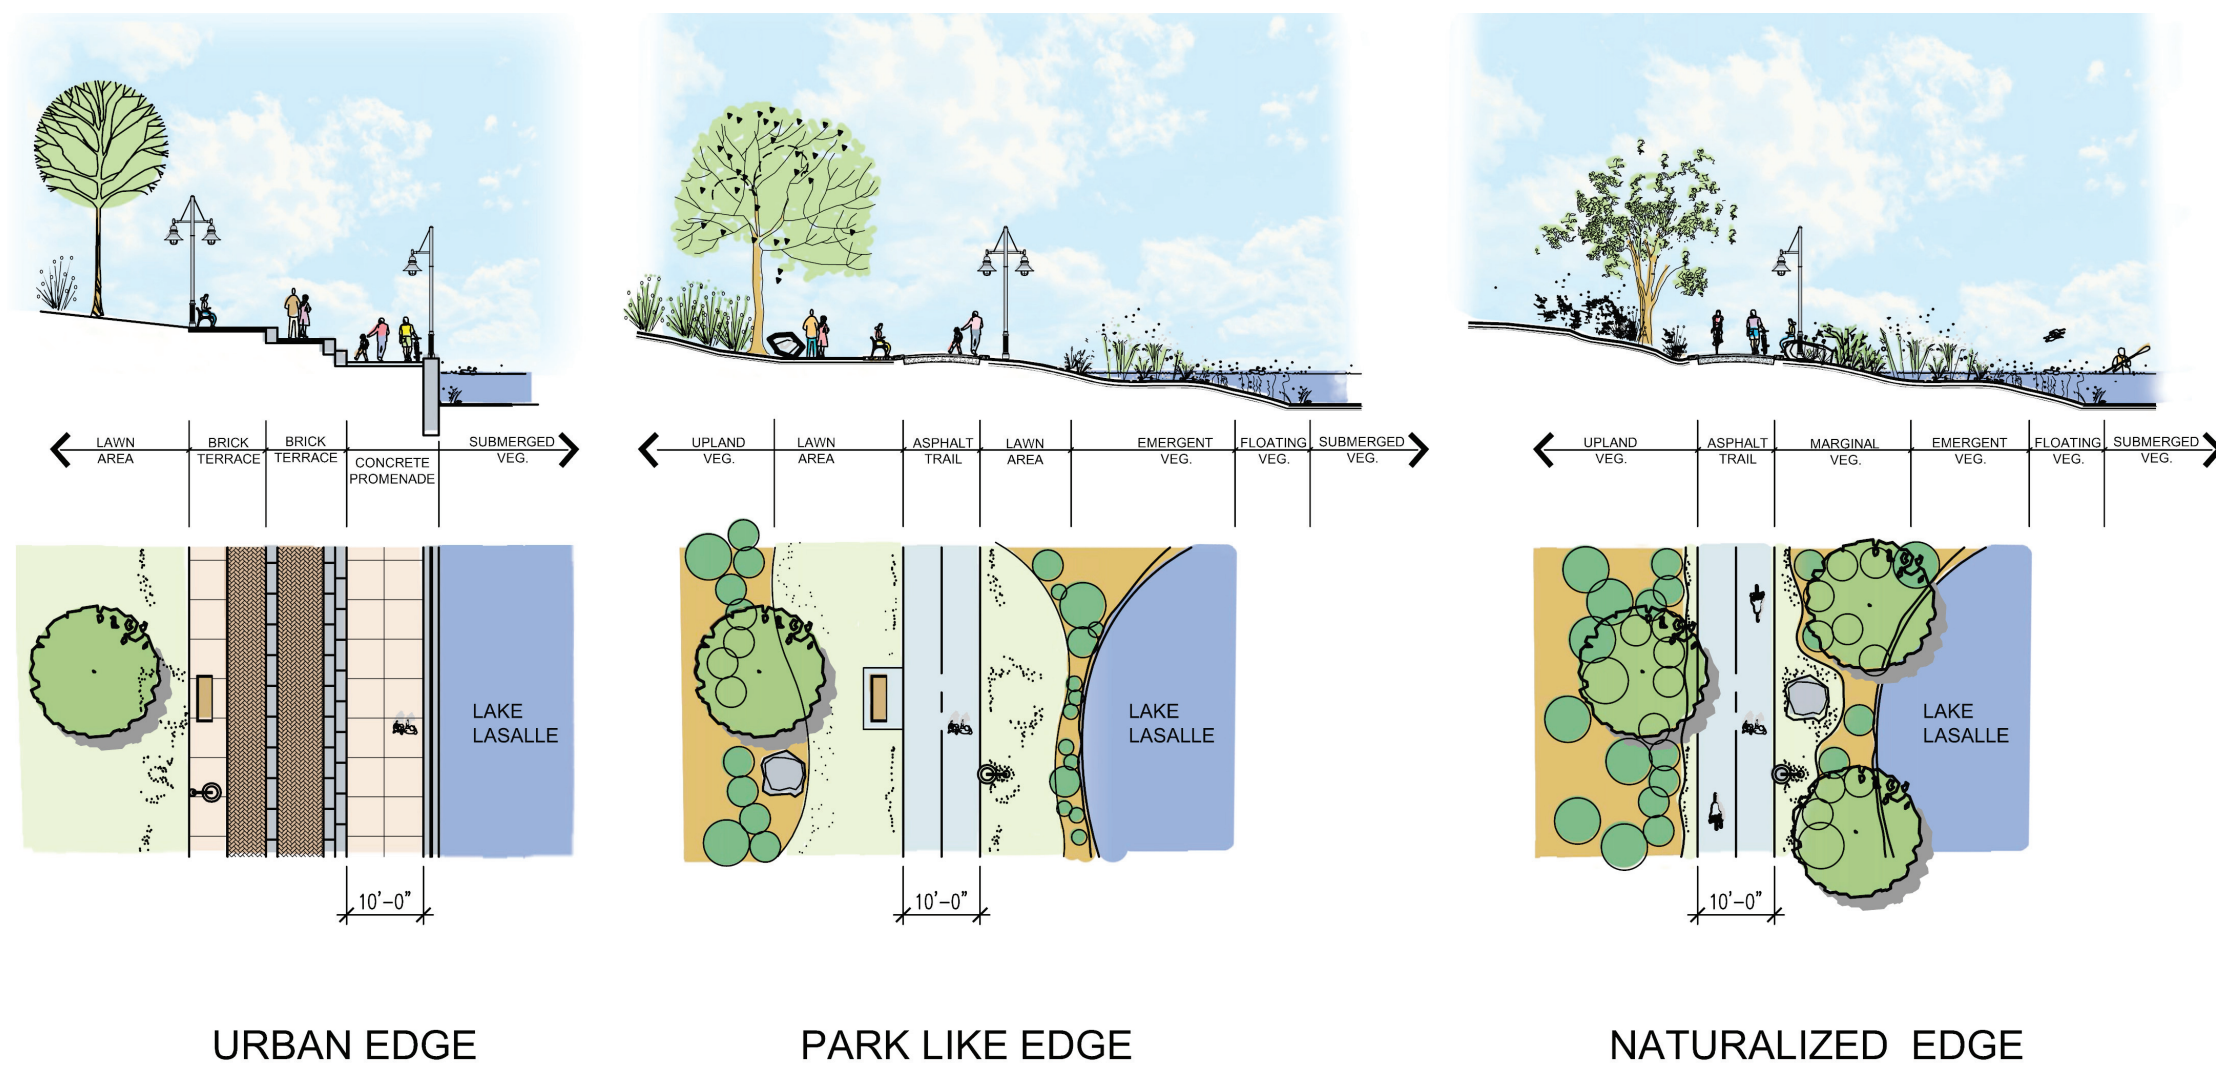 LAWN
AREA
BRICK
TERRACE
BRICK
TERRACE
CONCRETE
PROMENADE
SUBMERGED
VEG.
LAKE
LASALLE
10'-0"
URBAN EDGE
UPLAND
VEG.
LAWN
AREA
ASPHALT
TRAIL
LAWN
AREA
EMERGENT
VEG.
FLOATING
VEG.
SUBMERGED
VEG.
LAKE
LASALLE
10'-0"
PARK LIKE EDGE
UPLAND
VEG.
ASPHALT
TRAIL
MARGINAL
VEG.
EMERGENT
VEG.
FLOATING
VEG.
SUBMERGED
VEG.
LAKE
LASALLE
10'-0"
NATURALIZED EDGE